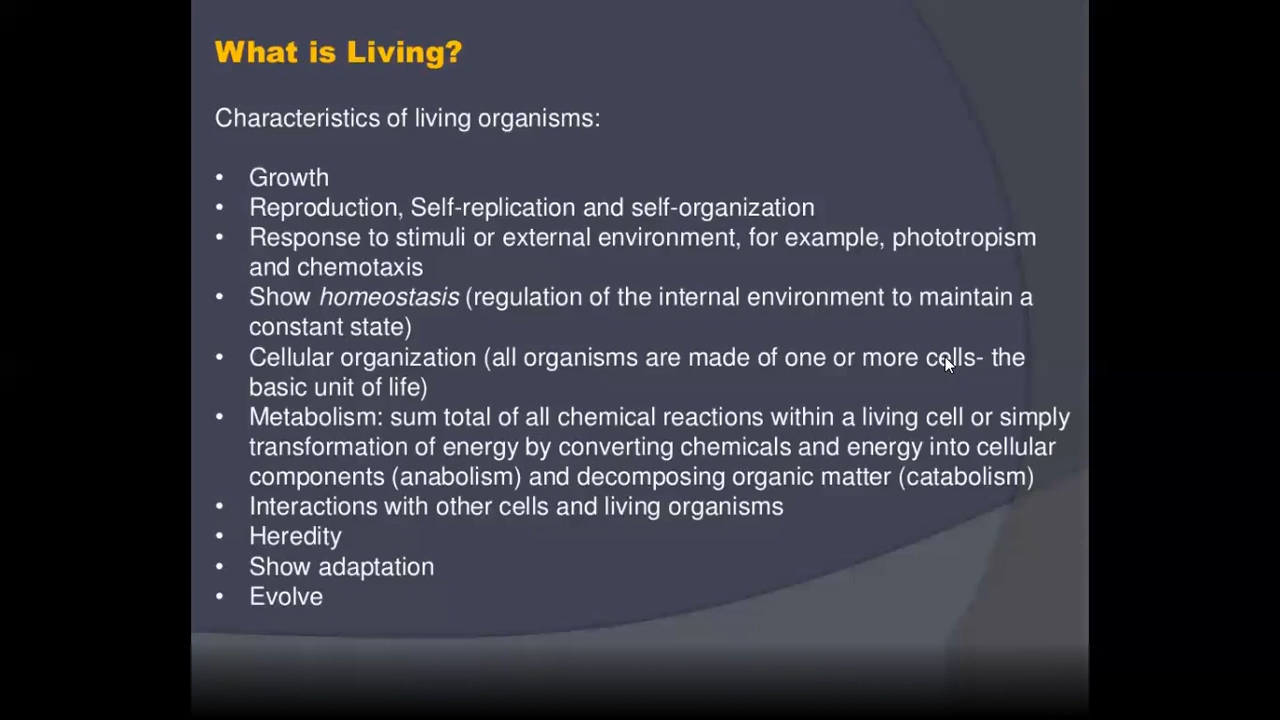 What is Living?
Characteristics of living organisms:
• Growth
• Reproduction, Self-replication and self-organization
• Response to stimuli or external environment, for example, phototropism
and chemotaxis
• Show homeostasis (regulation of the internal environment to maintain a
constant state)
• Cellular organization (all organisms are made of one or more cells- the
basic unit of life)
• Metabolism: sum total of all chemical reactions within a living cell or simply
transformation of energy by converting chemicals and energy into cellular
components (anabolism) and decomposing organic matter (catabolism)
• Interactions with other cells and living organisms
• Heredity
• Show adaptation
• Evolve